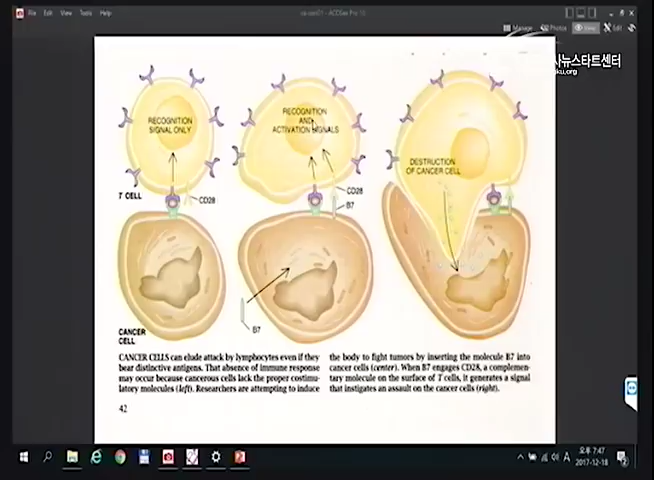 File Edit View Tools Help
Manage Photos View Edit
사뉴스타트센터
ku.org
RECOGNITION
SIGNAL ONLY
RECOGNITION
AND
ACTIVATION SIGNALS
DESTRUCTION
OF CANCER CELL
T CELL
CD28
CD28
B7
B7
CANCER
CELL
CANCER CELLS can elude attack by lymphocytes even if they
bear distinctive antigens. That absence of immune response
may occur because cancerous cells lack the proper costimu-
latory molecules (left). Researchers are attempting to induce
the body to fight tumors by inserting the molecule B7 into
cancer cells (center). When B7 engages CD28, a complemen-
tary molecule on the surface of T cells, it generates a signal
that instigates an assault on the cancer cells (right).
42
A
오후 7:47
2017-12-18